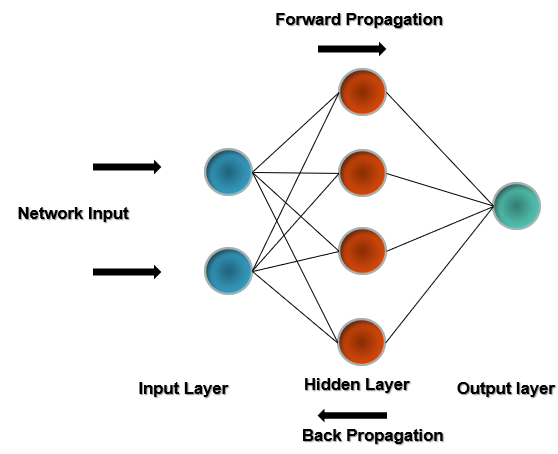 Forward Propagation
Network Input
Input Layer
Hidden Layer
Output layer
Back Propagation